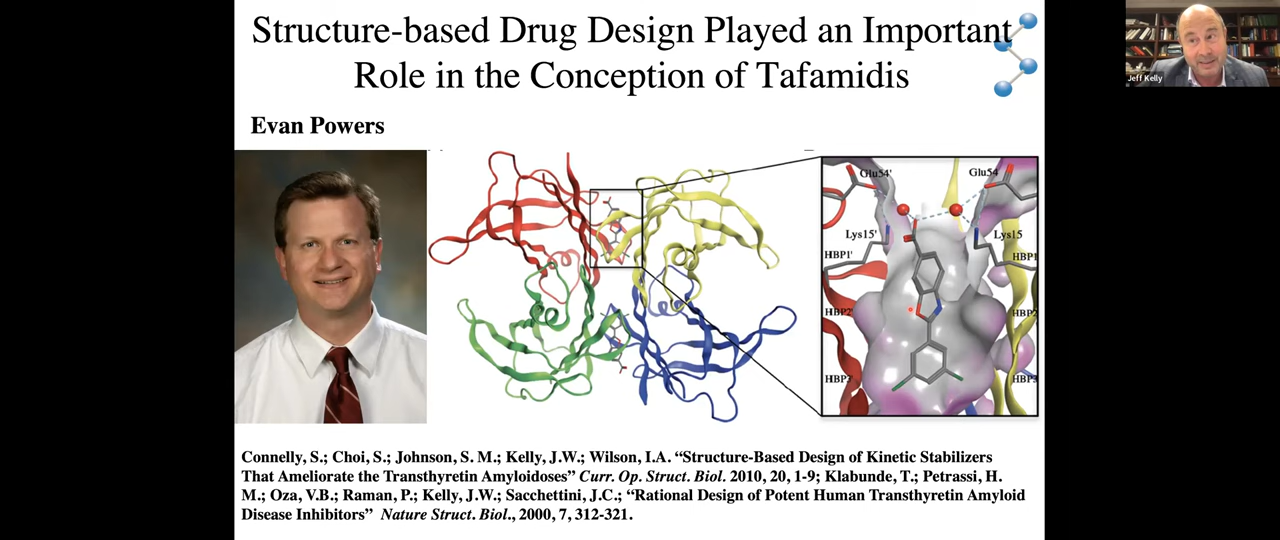 Structure-based Drug Design Played an Important
Role in the Conception of Tafamidis
Jeff Kelly
Evan Powers
Glu54'
Glu54
Lys15'
Lys15
HBP1'
HBP1
HBP2'
HBP2
HBP3'
HBP3
Connelly, S.; Choi, S.; Johnson, S. M.; Kelly, J.W.; Wilson, I.A. “Structure-Based Design of Kinetic Stabilizers
That Ameliorate the Transthyretin Amyloidoses” Curr. Op. Struct. Biol. 2010, 20, 1-9; Klabunde, T.; Petrassi, H.
M.; Oza, V.B.; Raman, P.; Kelly, J.W.; Sacchettini, J.C.; “Rational Design of Potent Human Transthyretin Amyloid
Disease Inhibitors” Nature Struct. Biol., 2000, 7, 312-321.